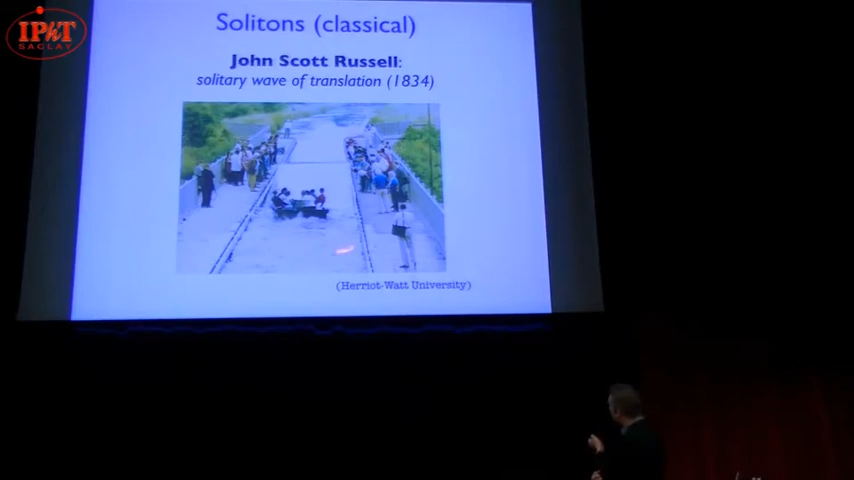 IPhT
SACLAY
Solitons (classical)
John Scott Russell:
solitary wave of translation (1834)
(Herriot-Watt University)